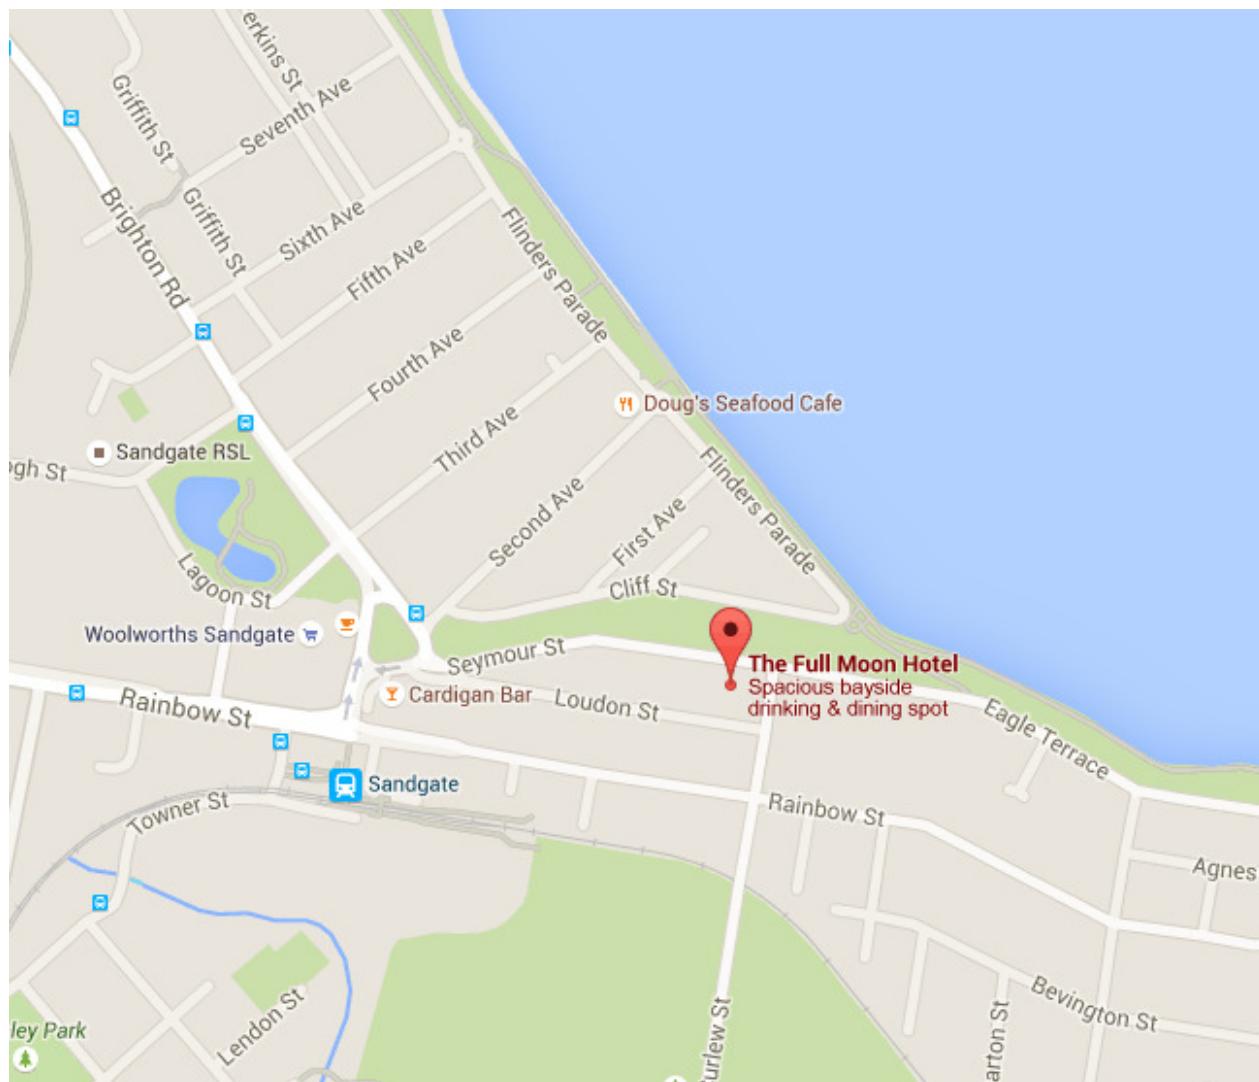 erkins St
Griffith St
Seventh Ave
Griffith St
Brighton Rd
Sixth Ave
Flinders Parade
Fifth Ave
Fourth Ave
Doug's Seafood Cafe
Third Ave
Sandgate RSL
ogh St
Flinders Parade
Second Ave
First Ave
Lagoon St
Cliff St
Woolworths Sandgate
Seymour St
The Full Moon Hotel
Spacious bayside
drinking & dining spot
Cardigan Bar
Loudon St
Rainbow St
Eagle Terrace
Sandgate
Towner St
Rainbow St
Agnes
Bevington St
ley Park
Lendon St
urlew St
arton St